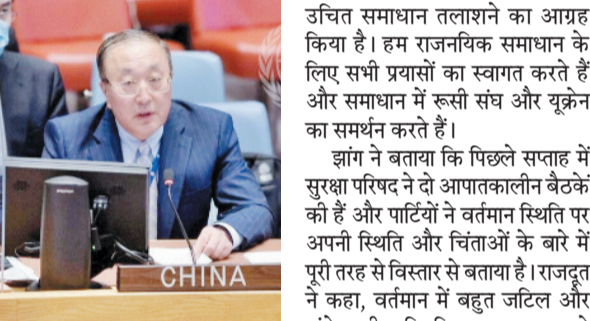 CHINA
उचित समाधान तलाशने का आग्रह
किया है। हम राजनयिक समाधान के
लिए सभी प्रयासों का स्वागत करते हैं
और समाधान में रूसी संघ और यूक्रेन
का समर्थन करते हैं।
झांग ने बताया कि पिछले सप्ताह में
सुरक्षा परिषद ने दो आपातकालीन बैठकें
की हैं और पार्टियों ने वर्तमान स्थिति पर
अपनी स्थिति और चिंताओं के बारे में
पूरी तरह से विस्तार से बताया है। राजदूत
ने कहा, वर्तमान में बहुत जटिल और